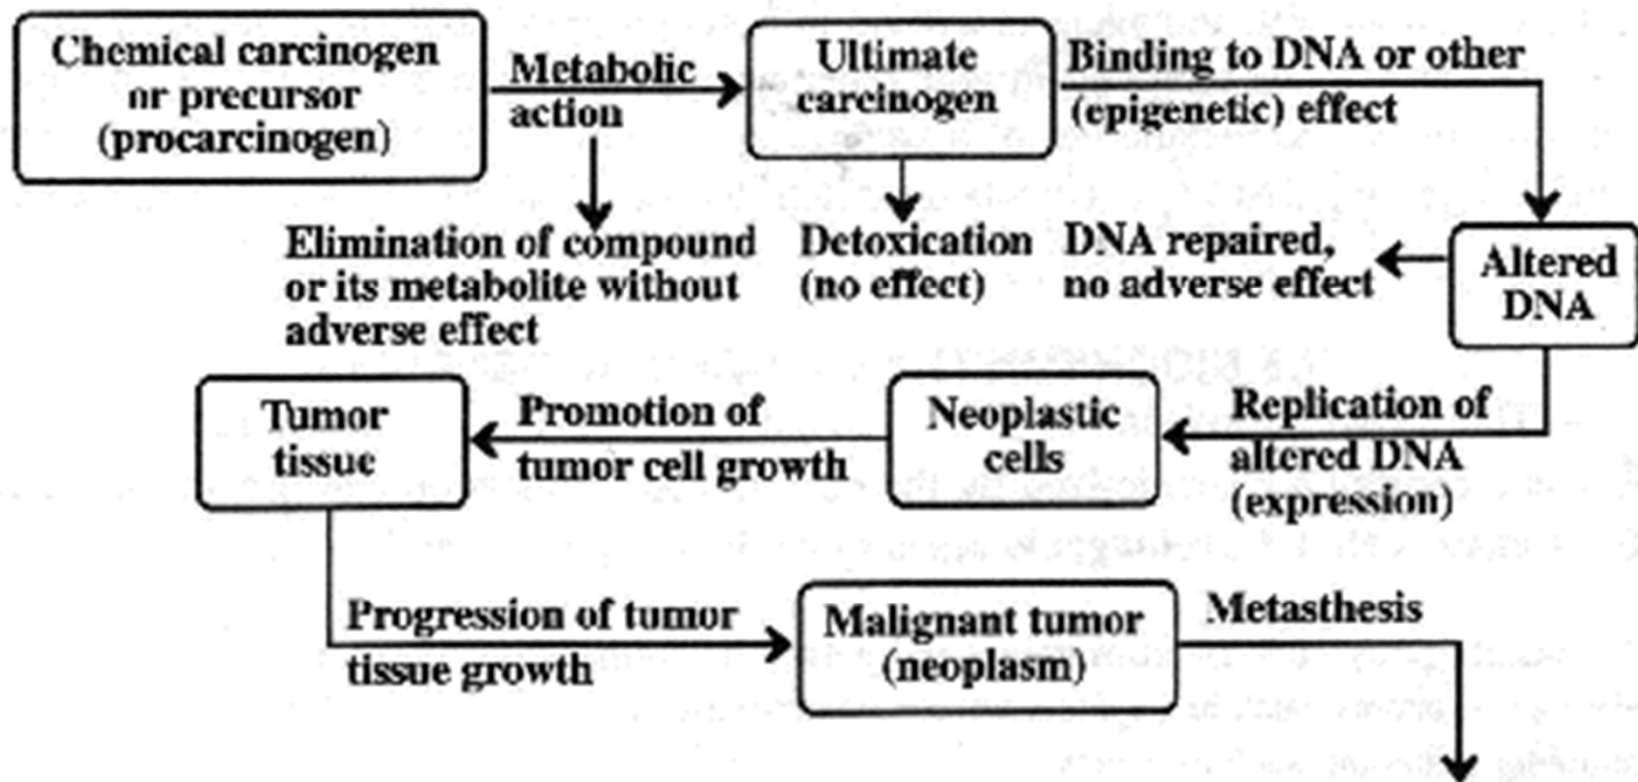 Chemical carcinogen
or precursor
(procarcinogen)
Metabolic
action
Ultimate
carcinogen
Binding to DNA or other
(epigenetic) effect
Elimination of compound
or its metabolite without
adverse effect
Detoxication
(no effect)
DNA repaired,
no adverse effect
Altered
DNA
Tumor
tissue
Promotion of
tumor cell growth
Neoplastic
cells
Replication of
altered DNA
(expression)
Progression of tumor
tissue growth
Malignant tumor
(neoplasm)
Metasthesis